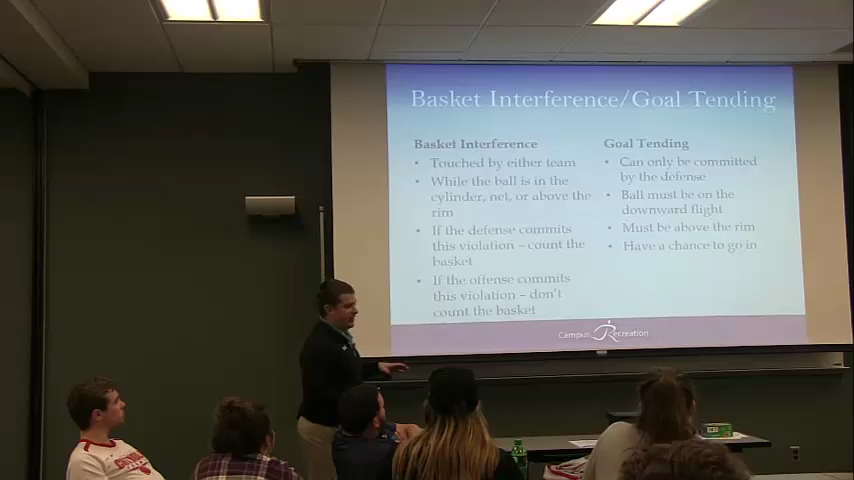 Basket Interference/Goal Tending
Basket Interference
• Touched by either team
• While the ball is in the
cylinder, net, or above the
rim
• If the defense commits
this violation – count the
basket
• If the offense commits
this violation – don't
count the basket
Goal Tending
• Can only be committed
by the defense
• Ball must be on the
downward flight
• Must be above the rim
• Have a chance to go in
Campus Recreation